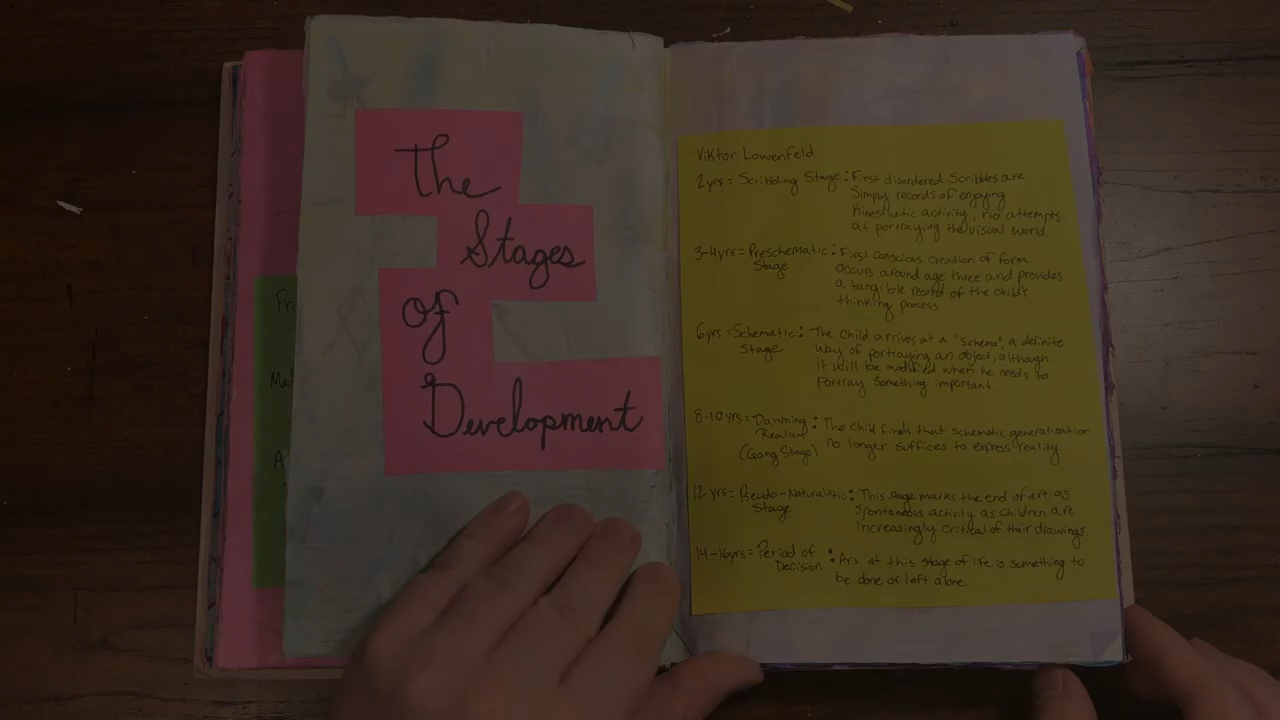 The
Stages
of
Development
Pro
Mat
A
Viktor Lowenfeld
2yrs = Scribbling Stage: First disordered scribbles are
Simply records of enjoying
Kinesthetic activity, no attempts
at portraying the visual world.
3-4yrs = Preschematic: First conscious creation of form
Stage occurs around age three and provides
a tangible record of the child's
thinking process.
6yrs = Schematic: The child arrives at a "schema", a definite
Stage way of portraying an object, although
it will be modified when he needs to
Portray something important.
8-10yrs = Dawning: The child finds that schematic generalization
Realism no longer suffices to express reality.
(Gang Stage)
12yrs = Pseudo-Naturalistic: This stage marks the end of art as
Stage Spontaneous activity as children are
increasingly critical of their drawings.
14-16yrs = Period of: Ars at this stage of life is something to
Decision be done or left alone.